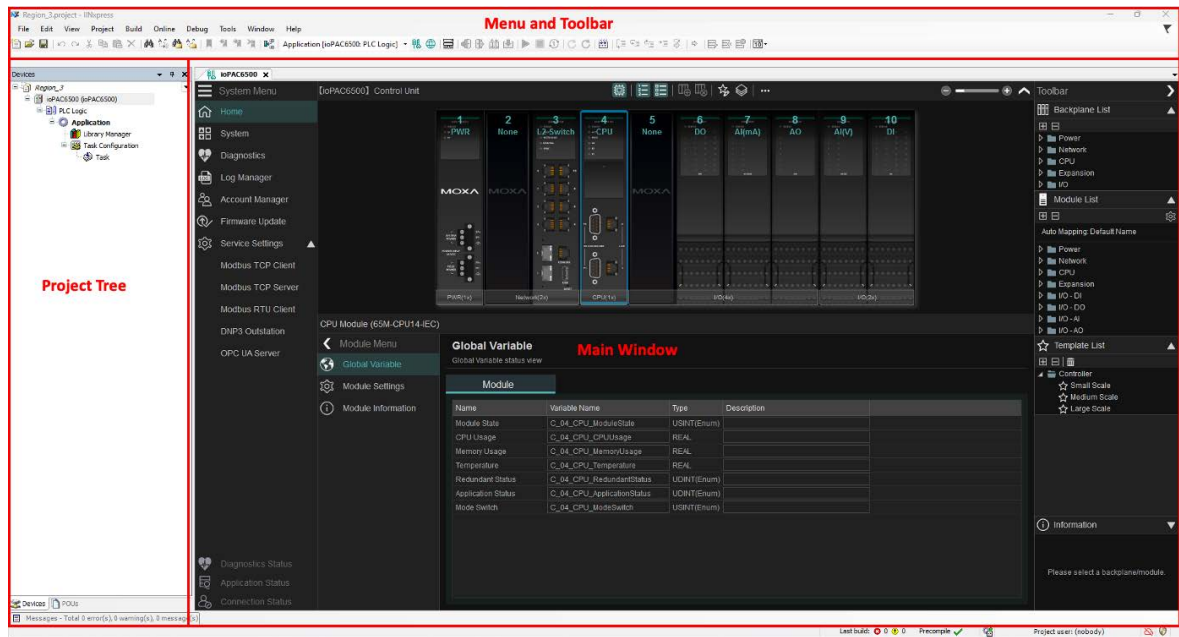 Region_3.project - IINxpress
File Edit View Project Build Online Debug Tools Window Help
Menu and Toolbar
Application [ioPAC6500: PLC Logic]
Devices
Region_3
ioPAC6500 (ioPAC6500)
PLC Logic
Application
Library Manager
Task Configuration
Task
Project Tree
Devices POUs
Messages - Total 0 error(s), 0 warning(s), 0 message(s)
ioPAC6500
System Menu
Home
System
Diagnostics
Log Manager
Account Manager
Firmware Update
Service Settings
Modbus TCP Client
Modbus TCP Server
Modbus RTU Client
DNP3 Outstation
OPC UA Server
Diagnostics Status
Application Status
Connection Status
[ioPAC6500] Control Unit
1 2 3 4 5 6 7 8 9 10
PWR None L2-Switch CPU None DO AI(mA) AO AI(V) DI
MOXA MOXA MOXA
PWR(1x) Network(2x) CPU(1x) I/O(4x) I/O(2x)
CPU Module (65M-CPU14-IEC)
Module Menu
Global Variable
Module Settings
Module Information
Global Variable
Global Variable status view
Main Window
Module
Name Variable Name Type Description
Module State C_04_CPU_ModuleState USINT(Enum)
CPU Usage C_04_CPU_CPUUsage REAL
Memory Usage C_04_CPU_MemoryUsage REAL
Temperature C_04_CPU_Temperature REAL
Redundant Status C_04_CPU_RedundantStatus UDINT(Enum)
Application Status C_04_CPU_ApplicationStatus UDINT(Enum)
Mode Switch C_04_CPU_ModeSwitch USINT(Enum)
Toolbar
Backplane List
Power
Network
CPU
Expansion
I/O
Module List
Auto Mapping: Default Name
Power
Network
CPU
Expansion
I/O - DI
I/O - DO
I/O - AI
I/O - AO
Template List
Controller
Small Scale
Medium Scale
Large Scale
Information
Please select a backplane/module.
Last build: 0 0 Precompile Project user: (nobody)